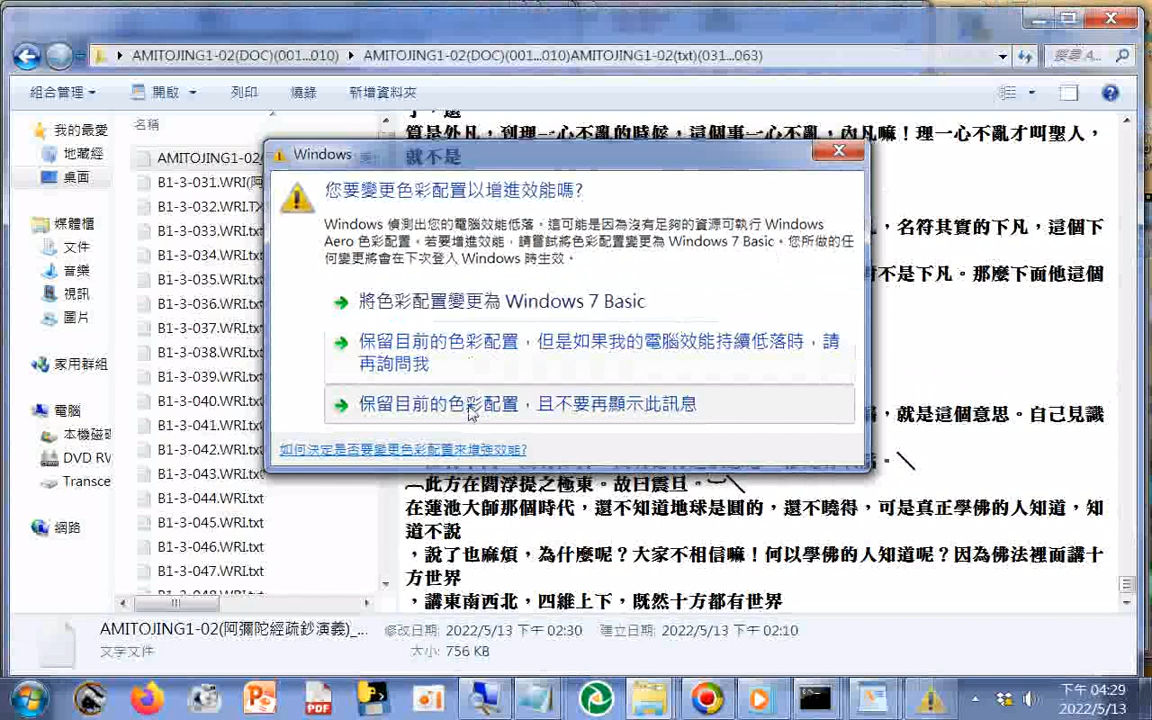 AMITOJING1-02(DOC)(001...010) ▸ AMITOJING1-02(DOC)(001...010)AMITOJING1-02(txt)(031...063)
搜尋 A...
組合管理 開啟 列印 燒錄 新增資料夾
我的最愛
地藏經
桌面
媒體櫃
文件
音樂
視訊
圖片
家用群組
電腦
本機磁碟
DVD RW
Transce
網路
名稱
AMITOJING1-02(
B1-3-031.WRI(阿
B1-3-032.WRI.TX
B1-3-033.WRI.txt
B1-3-034.WRI.txt
B1-3-035.WRI.txt
B1-3-036.WRI.txt
B1-3-037.WRI.txt
B1-3-038.WRI.txt
B1-3-039.WRI.txt
B1-3-040.WRI.txt
B1-3-041.WRI.txt
B1-3-042.WRI.txt
B1-3-043.WRI.txt
B1-3-044.WRI.txt
B1-3-045.WRI.txt
B1-3-046.WRI.txt
B1-3-047.WRI.txt
算是外凡，到理一心不亂的時候，這個事一心不亂，內凡嘛！理一心不亂才叫聖人，
就不是
，名符其實的下凡，這個下
不是下凡。那麼下面他這個
，就是這個意思。自己見識
︵此方在閻浮提之極東。故曰震旦。︶＼
在蓮池大師那個時代，還不知道地球是圓的，還不曉得，可是真正學佛的人知道，知
道不說
，說了也麻煩，為什麼呢？大家不相信嘛！何以學佛的人知道呢？因為佛法裡面講十
方世界
，講東南西北，四維上下，既然十方都有世界
Windows
您要變更色彩配置以增進效能嗎?
Windows 偵測出您的電腦效能低落。這可能是因為沒有足夠的資源可執行 Windows
Aero 色彩配置。若要增進效能，請嘗試將色彩配置變更為 Windows 7 Basic。您所做的任
何變更將會在下次登入 Windows 時生效。
將色彩配置變更為 Windows 7 Basic
保留目前的色彩配置，但是如果我的電腦效能持續低落時，請
再詢問我
保留目前的色彩配置，且不要再顯示此訊息
如何決定是否要變更色彩配置來增強效能?
AMITOJING1-02(阿彌陀經疏鈔演義)_... 修改日期: 2022/5/13 下午 02:30 建立日期: 2022/5/13 下午 02:10
文字文件 大小: 756 KB
下午 04:29
2022/5/13